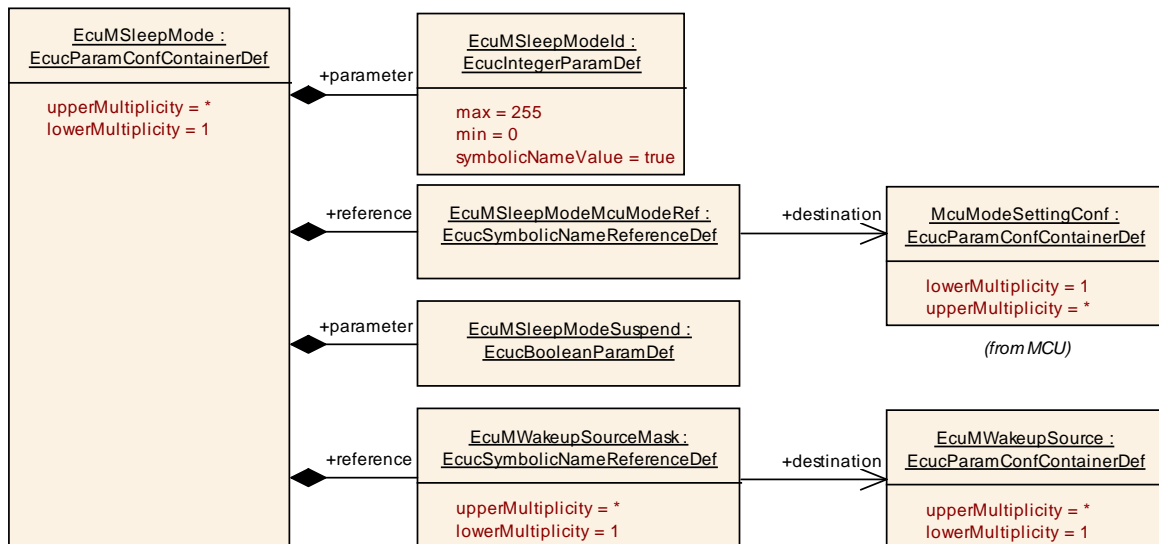 EcuMSleepMode :
EcucParamConfContainerDef
upperMultiplicity = *
lowerMultiplicity = 1
+parameter
EcuMSleepModeId :
EcucIntegerParamDef
max = 255
min = 0
symbolicNameValue = true
+reference
EcuMSleepModeMcuModeRef :
EcucSymbolicNameReferenceDef
+destination
McuModeSettingConf :
EcucParamConfContainerDef
lowerMultiplicity = 1
upperMultiplicity = *
(from MCU)
+parameter
EcuMSleepModeSuspend :
EcucBooleanParamDef
+reference
EcuMWakeupSourceMask :
EcucSymbolicNameReferenceDef
upperMultiplicity = *
lowerMultiplicity = 1
+destination
EcuMWakeupSource :
EcucParamConfContainerDef
upperMultiplicity = *
lowerMultiplicity = 1